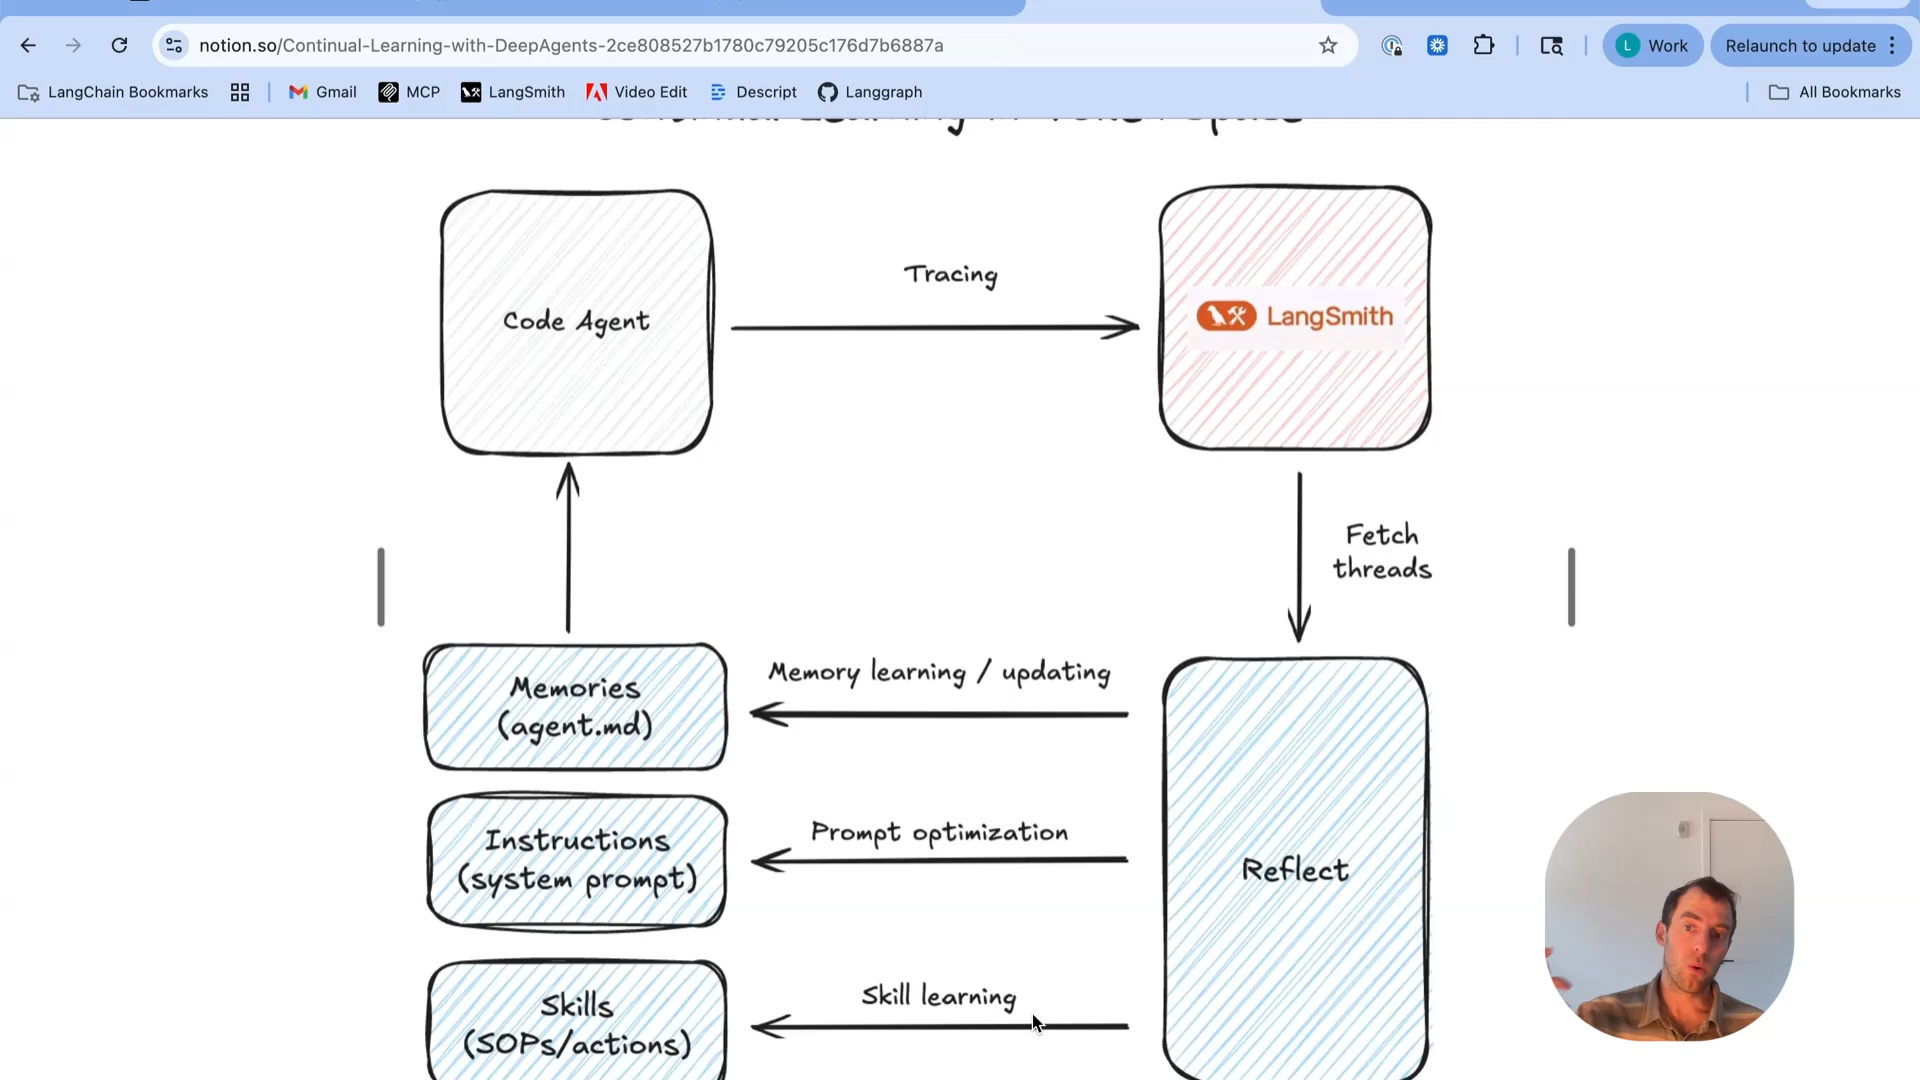 notion.so/Continual-Learning-with-DeepAgents-2ce808527b1780c79205c176d7b6887a
L Work
Relaunch to update
LangChain Bookmarks
Gmail
MCP
LangSmith
Video Edit
Descript
Langgraph
All Bookmarks
Code Agent
Tracing
LangSmith
Fetch
threads
Memories
(agent.md)
Memory learning / updating
Instructions
(system prompt)
Prompt optimization
Reflect
Skills
(SOPs/actions)
Skill learning